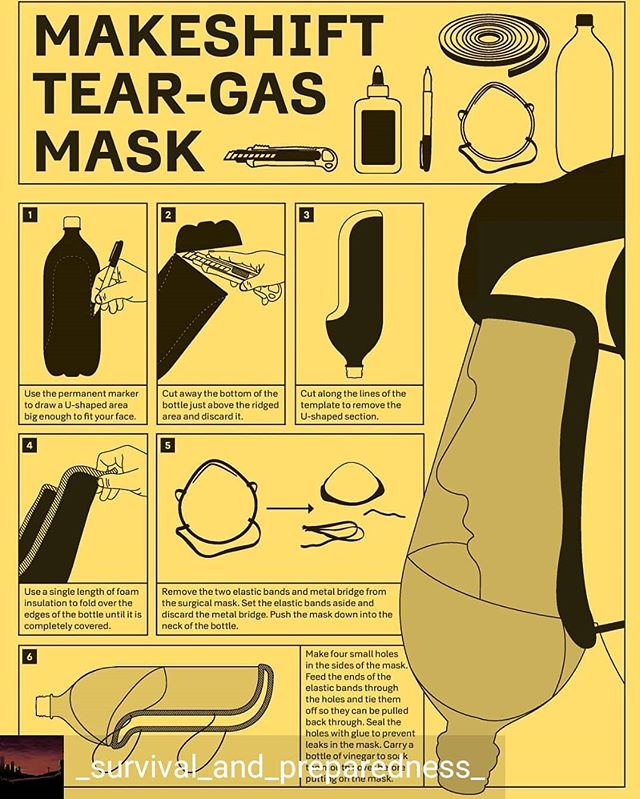 MAKESHIFT
TEAR-GAS
MASK
1
Use the permanent marker
to draw a U-shaped area
big enough to fit your face.
2
Cut away the bottom of the
bottle just above the ridged
area and discard it.
3
Cut along the lines of the
template to remove the
U-shaped section.
4
Use a single length of foam
insulation to fold over the
edges of the bottle until it is
completely covered.
5
Remove the two elastic bands and metal bridge from
the surgical mask. Set the elastic bands aside and
discard the metal bridge. Push the mask down into the
neck of the bottle.
6
Make four small holes
in the sides of the mask.
Feed the ends of the
elastic bands through
the holes and tie them
off so they can be pulled
back through. Seal the
holes with glue to prevent
leaks in the mask. Carry a
bottle of vinegar to soak
putting on the mask.
_survival_and_preparedness_